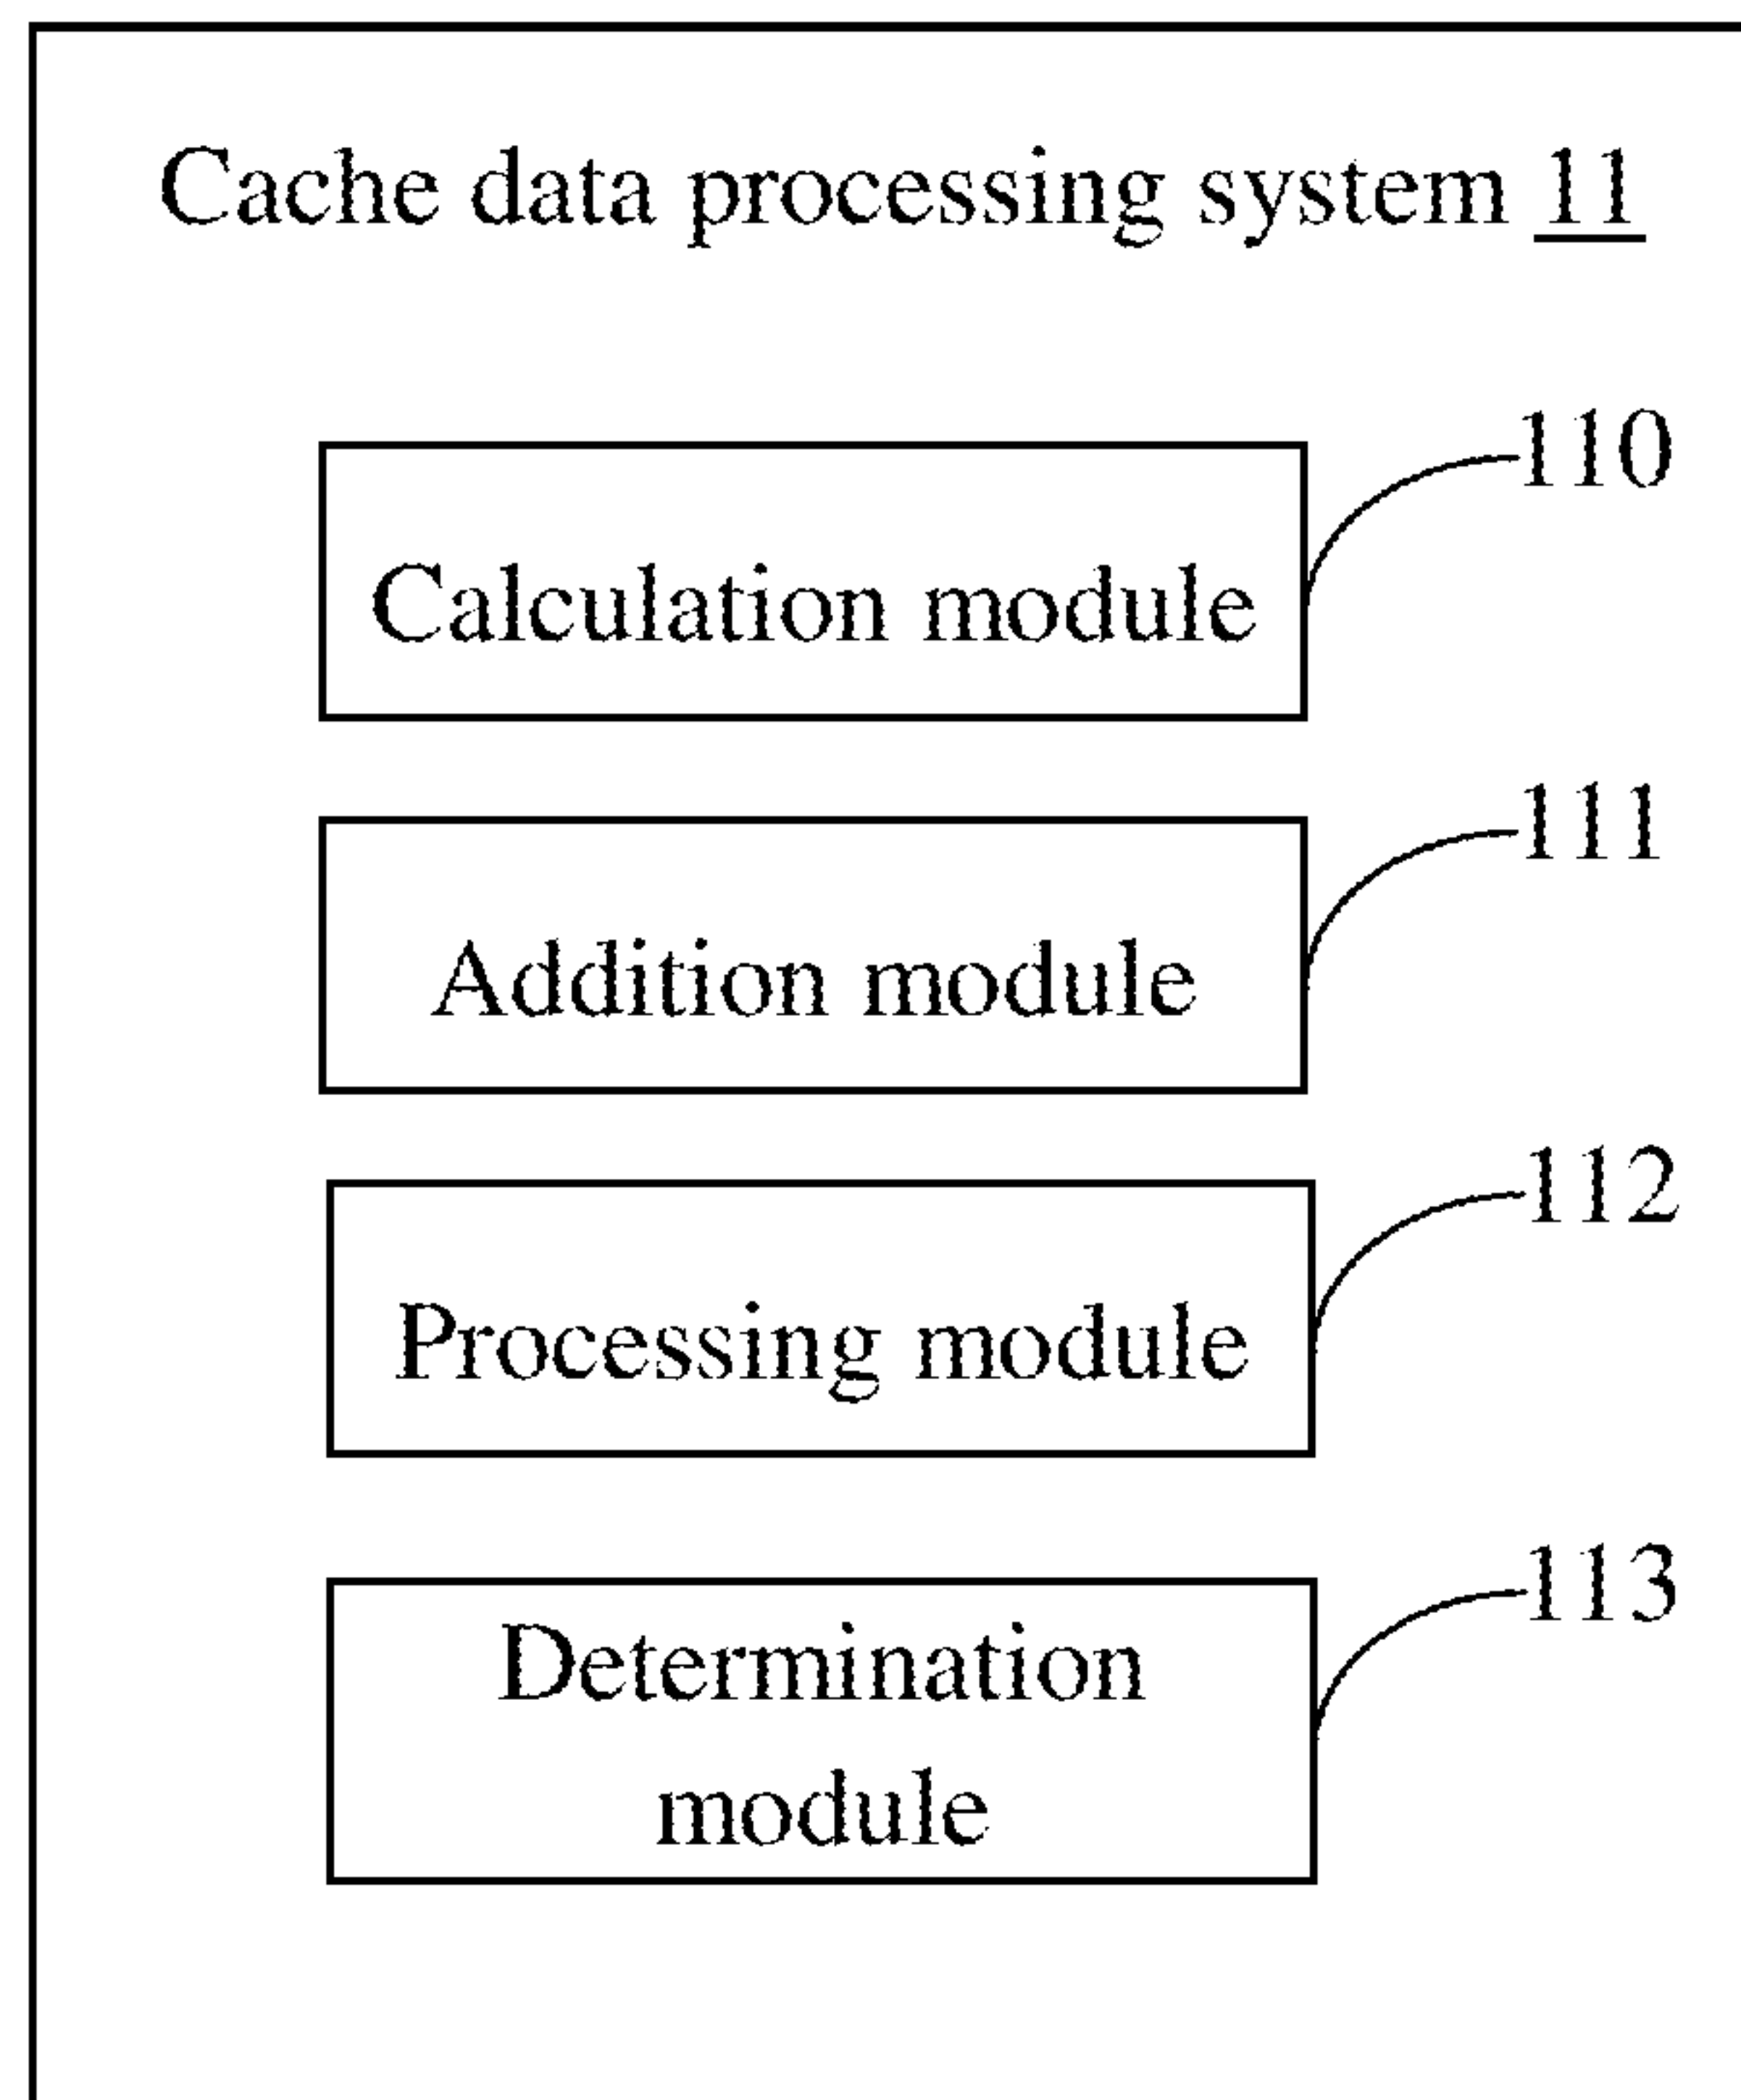 Cache data processing system 11
110
Calculation module
111
Addition module
112
Processing module
113
Determination
module